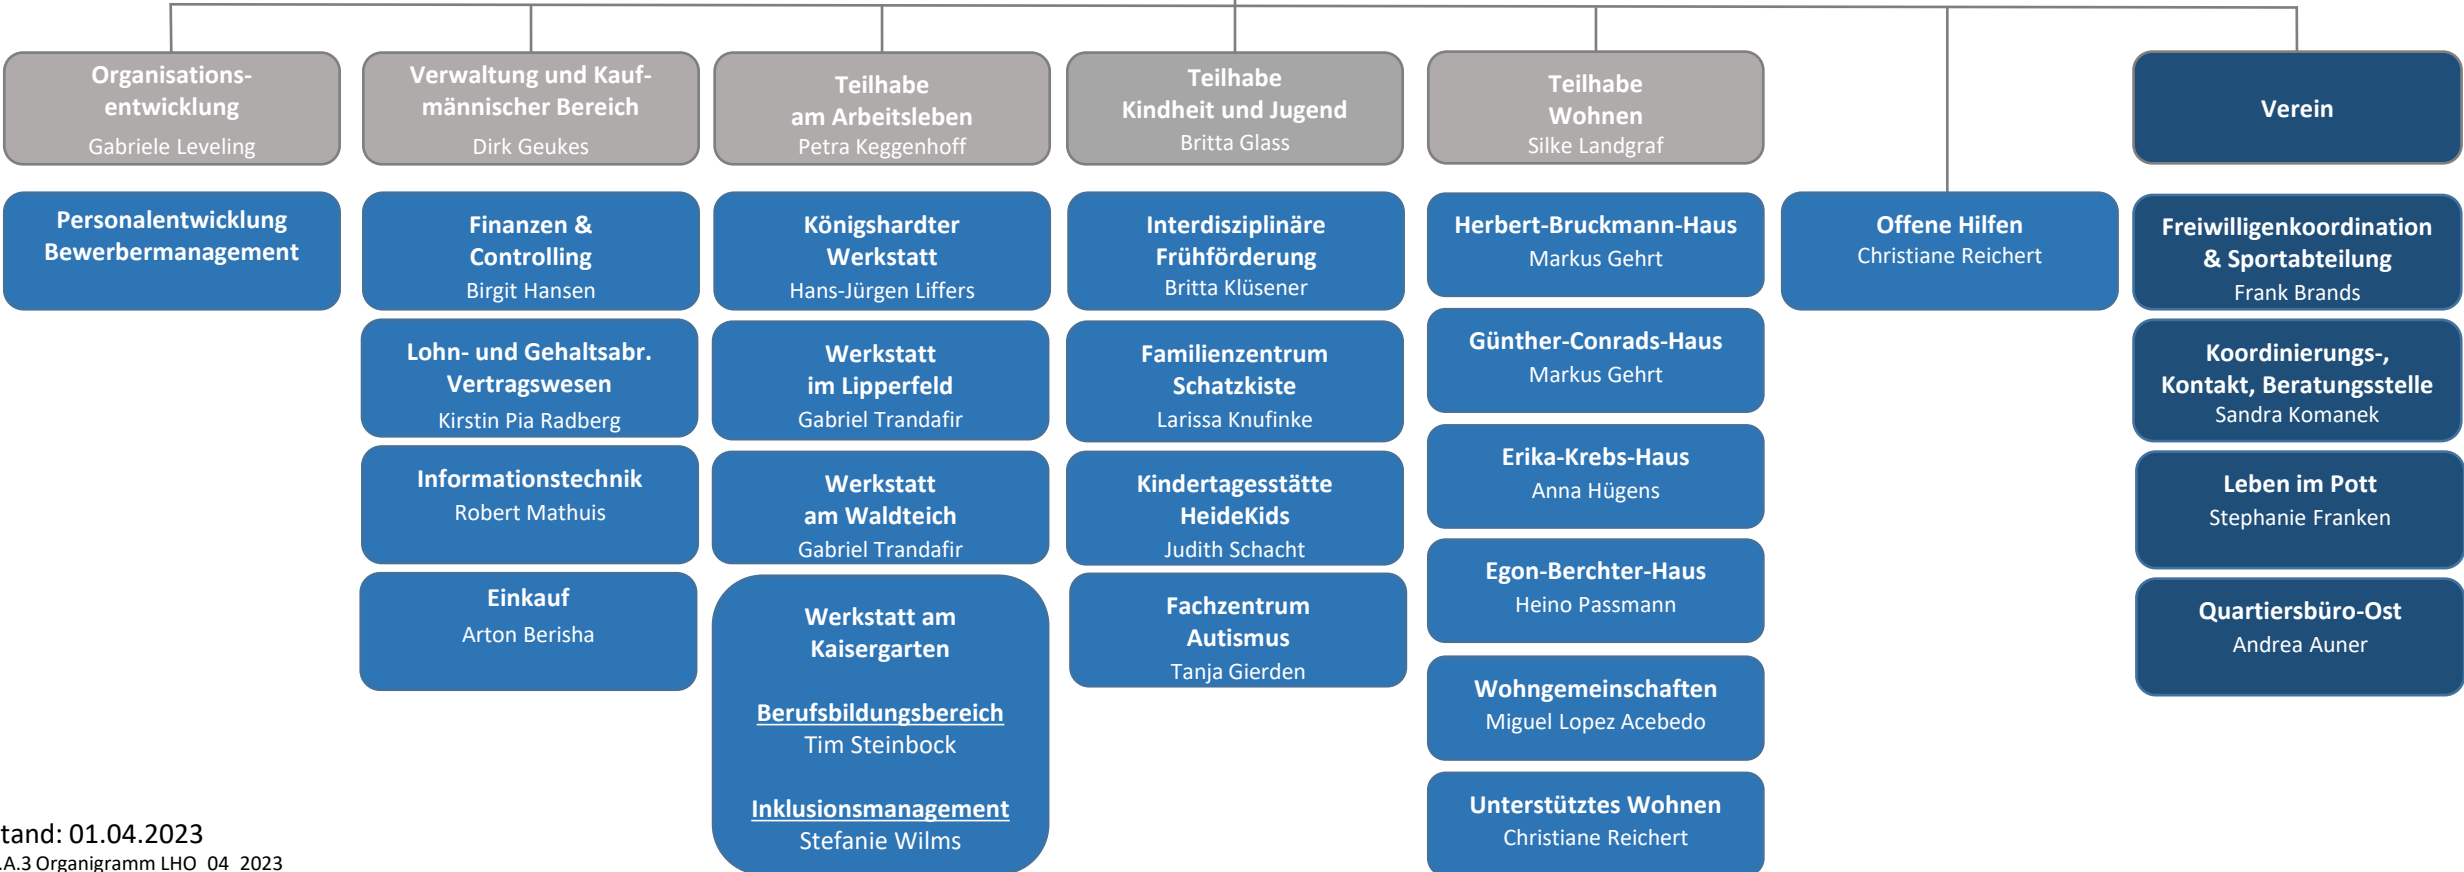 Organisations-
entwicklung
Gabriele Leveling
Personalentwicklung
Bewerbermanagement
Verwaltung und Kauf-
männischer Bereich
Dirk Geukes
Finanzen &
Controlling
Birgit Hansen
Lohn- und Gehaltsabr.
Vertragswesen
Kirstin Pia Radberg
Informationstechnik
Robert Mathuis
Einkauf
Arton Berisha
Teilhabe
am Arbeitsleben
Petra Keggenhoff
Königshardter
Werkstatt
Hans-Jürgen Liffers
Werkstatt
im Lipperfeld
Gabriel Trandafir
Werkstatt
am Waldteich
Gabriel Trandafir
Werkstatt am
Kaisergarten
Berufsbildungsbereich
Tim Steinbock
Inklusionsmanagement
Stefanie Wilms
Teilhabe
Kindheit und Jugend
Britta Glass
Interdisziplinäre
Frühförderung
Britta Klüsener
Familienzentrum
Schatzkiste
Larissa Knufinke
Kindertagesstätte
HeideKids
Judith Schacht
Fachzentrum
Autismus
Tanja Gierden
Teilhabe
Wohnen
Silke Landgraf
Herbert-Bruckmann-Haus
Markus Gehrt
Günther-Conrads-Haus
Markus Gehrt
Erika-Krebs-Haus
Anna Hügens
Egon-Berchter-Haus
Heino Passmann
Wohngemeinschaften
Miguel Lopez Acebedo
Unterstütztes Wohnen
Christiane Reichert
Offene Hilfen
Christiane Reichert
Verein
Freiwilligenkoordination
& Sportabteilung
Frank Brands
Koordinierungs-,
Kontakt, Beratungsstelle
Sandra Komanek
Leben im Pott
Stephanie Franken
Quartiersbüro-Ost
Andrea Auner
tand: 01.04.2023
.A.3 Organigramm LHO_04_2023